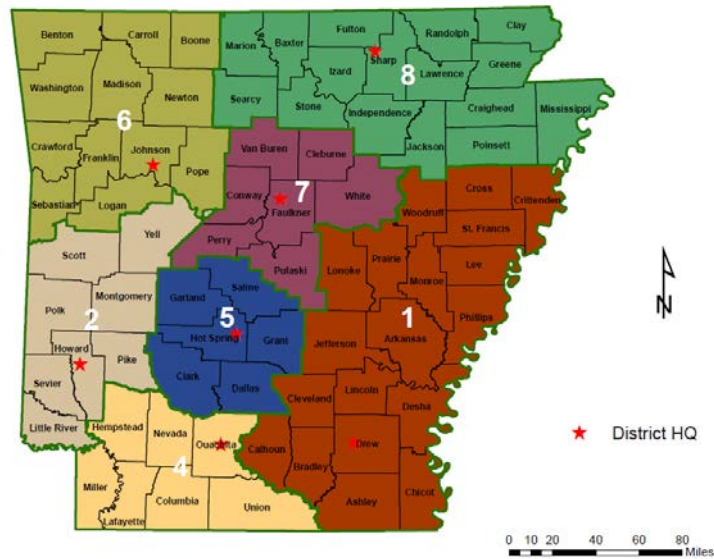 Benton
Carroll
Boone
Washington
Madison
Newton
6
Crawford
Franklin
Johnson
Pope
Sebastian
Logan
Marion
Baxter
Fulton
Sharp
Randolph
Clay
8
Izard
Lawrence
Greene
Searcy
Stone
Independence
Craighead
Mississippi
Jackson
Poinsett
Van Buren
Cleburne
Conway
7
Faulkner
White
Perry
Pulaski
Scott
Yell
Polk
Montgomery
2
Howard
Pike
Sevier
Little River
Garland
Saline
5
Hot Spring
Grant
Clark
Dallas
Woodruff
Cross
Crittenden
St. Francis
Lonoke
Prairie
Monroe
Lee
Phillips
1
Jefferson
Arkansas
Cleveland
Lincoln
Desha
Calhoun
Bradley
Drew
Ashley
Chicot
Hempstead
Nevada
Ouachita
4
Miller
Lafayette
Columbia
Union
N
District HQ
0 10 20 40 60 80
Miles